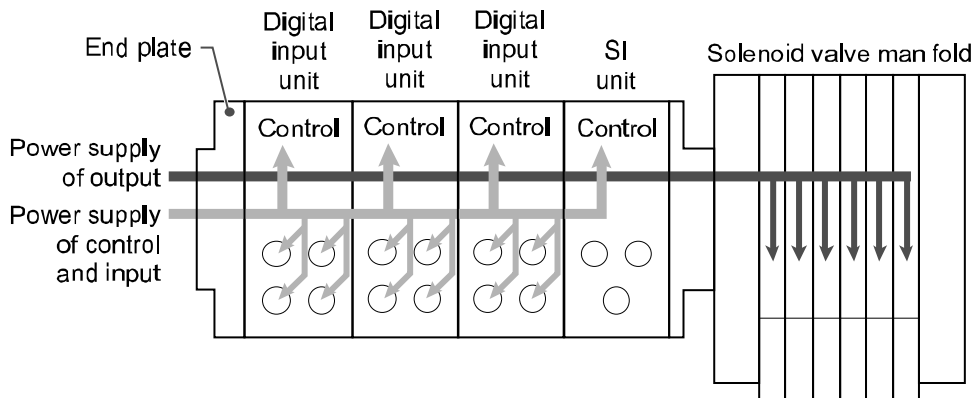 End plate
Digital
input
unit
Digital
input
unit
Digital
input
unit
SI
unit
Solenoid valve man fold
Control
Control
Control
Control
Power supply
of output
Power supply
of control
and input